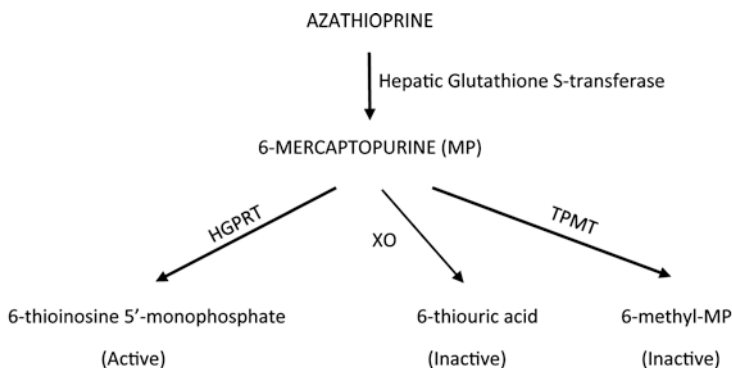 AZATHIOPRINE
Hepatic Glutathione S-transferase
6-MERCAPTOPURINE (MP)
HGPRT
XO
TPMT
6-thioinosine 5′-monophosphate
6-thiouric acid
6-methyl-MP
(Active)
(Inactive)
(Inactive)